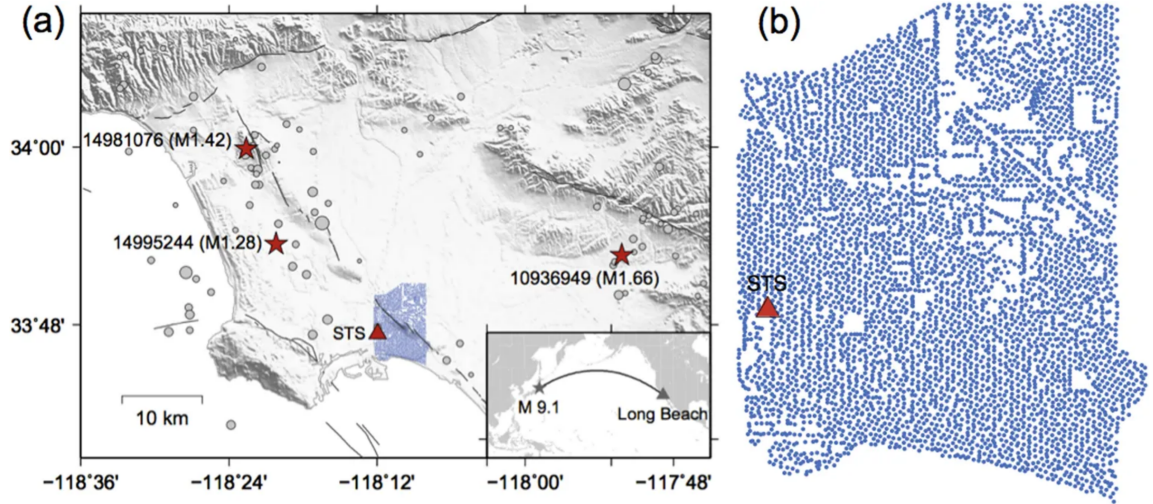 (a)
(b)
14981076 (M1.42)
34°00'
14995244 (M1.28)
10936949 (M1.66)
STS
33°48'
STS
M 9.1
Long Beach
10 km
−118°36' −118°24' −118°12' −118°00' −117°48'